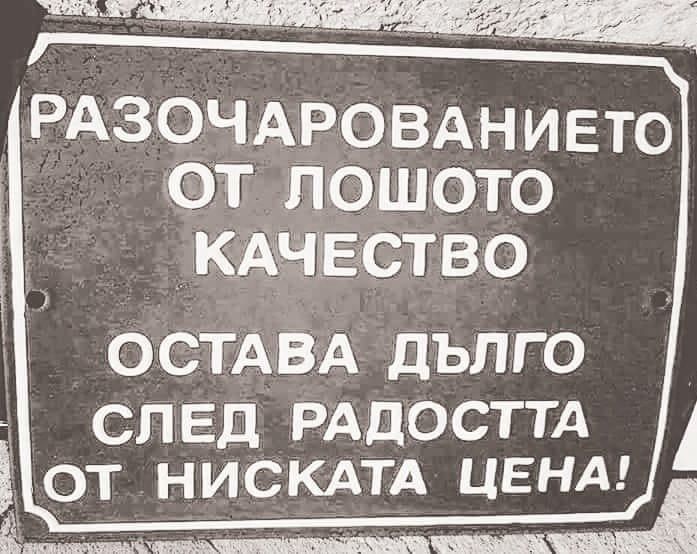 РАЗОЧАРОВАНИЕТО
ОТ ЛОШОТО
КАЧЕСТВО
ОСТАВА ДЪЛГО
СЛЕД РАДОСТТА
ОТ НИСКАТА ЦЕНА!